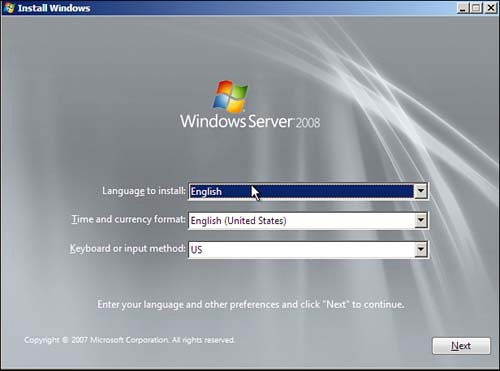 Install Windows
Windows Server 2008
Language to install: English
Time and currency format: English (United States)
Keyboard or input method: US
Enter your language and other preferences and click "Next" to continue.
Copyright © 2007 Microsoft Corporation. All rights reserved.
Next